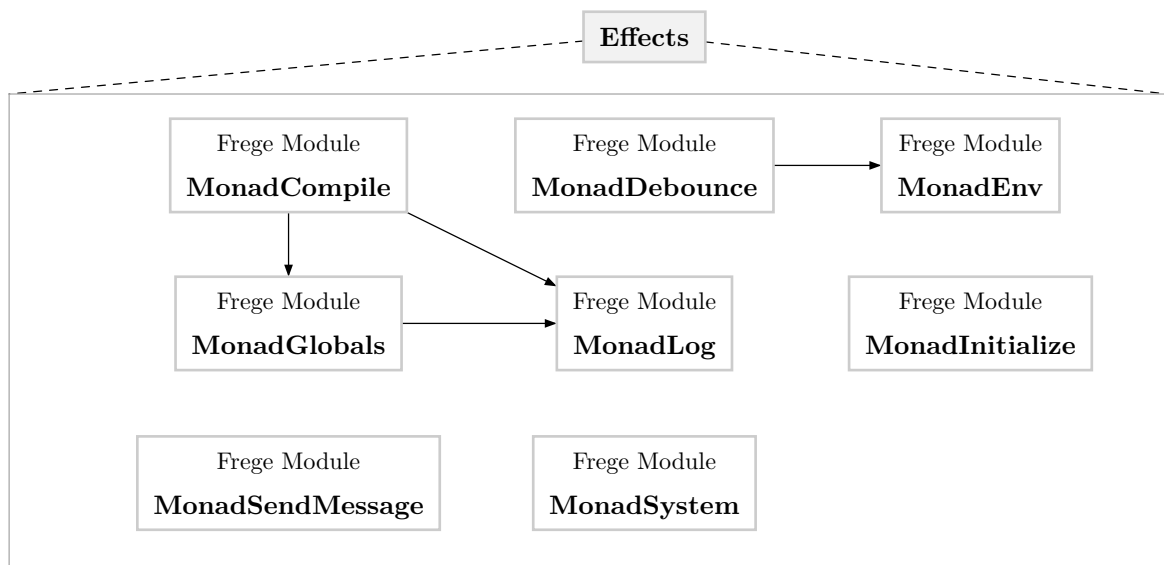 Effects
Frege Module
MonadCompile
Frege Module
MonadDebounce
Frege Module
MonadEnv
Frege Module
MonadGlobals
Frege Module
MonadLog
Frege Module
MonadInitialize
Frege Module
MonadSendMessage
Frege Module
MonadSystem